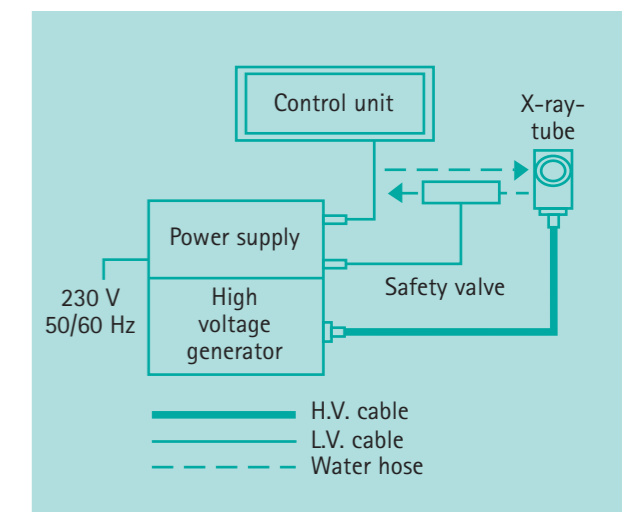 Control unit
X-ray-
tube
Power supply
230 V
50/60 Hz
High
voltage
generator
Safety valve
H.V. cable
L.V. cable
Water hose